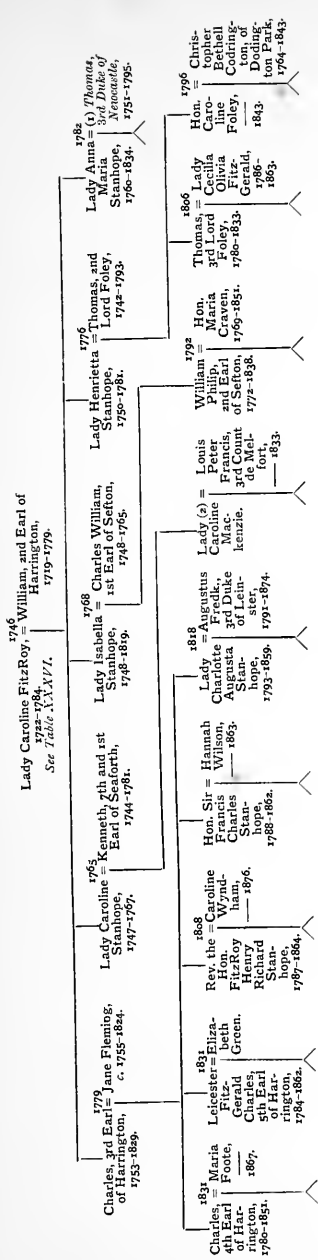 1746
Lady Caroline FitzRoy, = William, 2nd Earl of
1722–1784. Harrington,
See Table XXXVI. 1719–1779.
1779
Charles, 3rd Earl = Jane Fleming,
of Harrington, c. 1755–1824.
1753–1829.
1765
Lady Caroline = Kenneth, 7th and 1st
Stanhope, Earl of Seaforth,
1747–1767. 1744–1781.
1768
Lady Isabella = Charles William,
Stanhope, 1st Earl of Sefton,
1748–1819. 1748–1765.
1776
Lady Henrietta = Thomas, 2nd
Stanhope, Lord Foley,
1750–1781. 1742–1793.
1782
Lady Anna = (1) Thomas,
Maria 3rd Duke of
Stanhope, Newcastle,
1760–1834. 1751–1795.
1831
Charles, = Maria
4th Earl Foote,
of Har- —— 1867.
rington,
1780–1851.
1831
Leicester = Eliza-
Fitz- beth
Gerald Green.
Charles,
5th Earl
of Har-
rington,
1784–1862.
1808
Rev. the = Caroline
Hon. Wynd-
FitzRoy ham,
Henry —— 1876.
Richard
Stan-
hope,
1787–1864.
Hon. Sir = Hannah
Francis Wilson,
Charles —— 1863.
Stan-
hope,
1788–1862.
1818
Lady = Augustus
Charlotte Fredk.,
Augusta 3rd Duke
Stan- of Lein-
hope, ster,
1793–1859. 1791–1874.
Lady (2) = Louis
Caroline Peter
Mac- Francis,
kenzie. 3rd Count
de Mel-
fort,
—— 1833.
1792
William = Hon.
Philip, Maria
2nd Earl Craven,
of Sefton, 1769–1851.
1772–1838.
1806
Thomas, = Lady
3rd Lord Cecilia
Foley, Olivia
1780–1833. Fitz-
Gerald,
1786–
1863.
1796
Hon. = Chris-
Caro- topher
line Bethell
Foley, Codring-
—— ton, of
1843. Doding-
ton Park,
1764–1843.